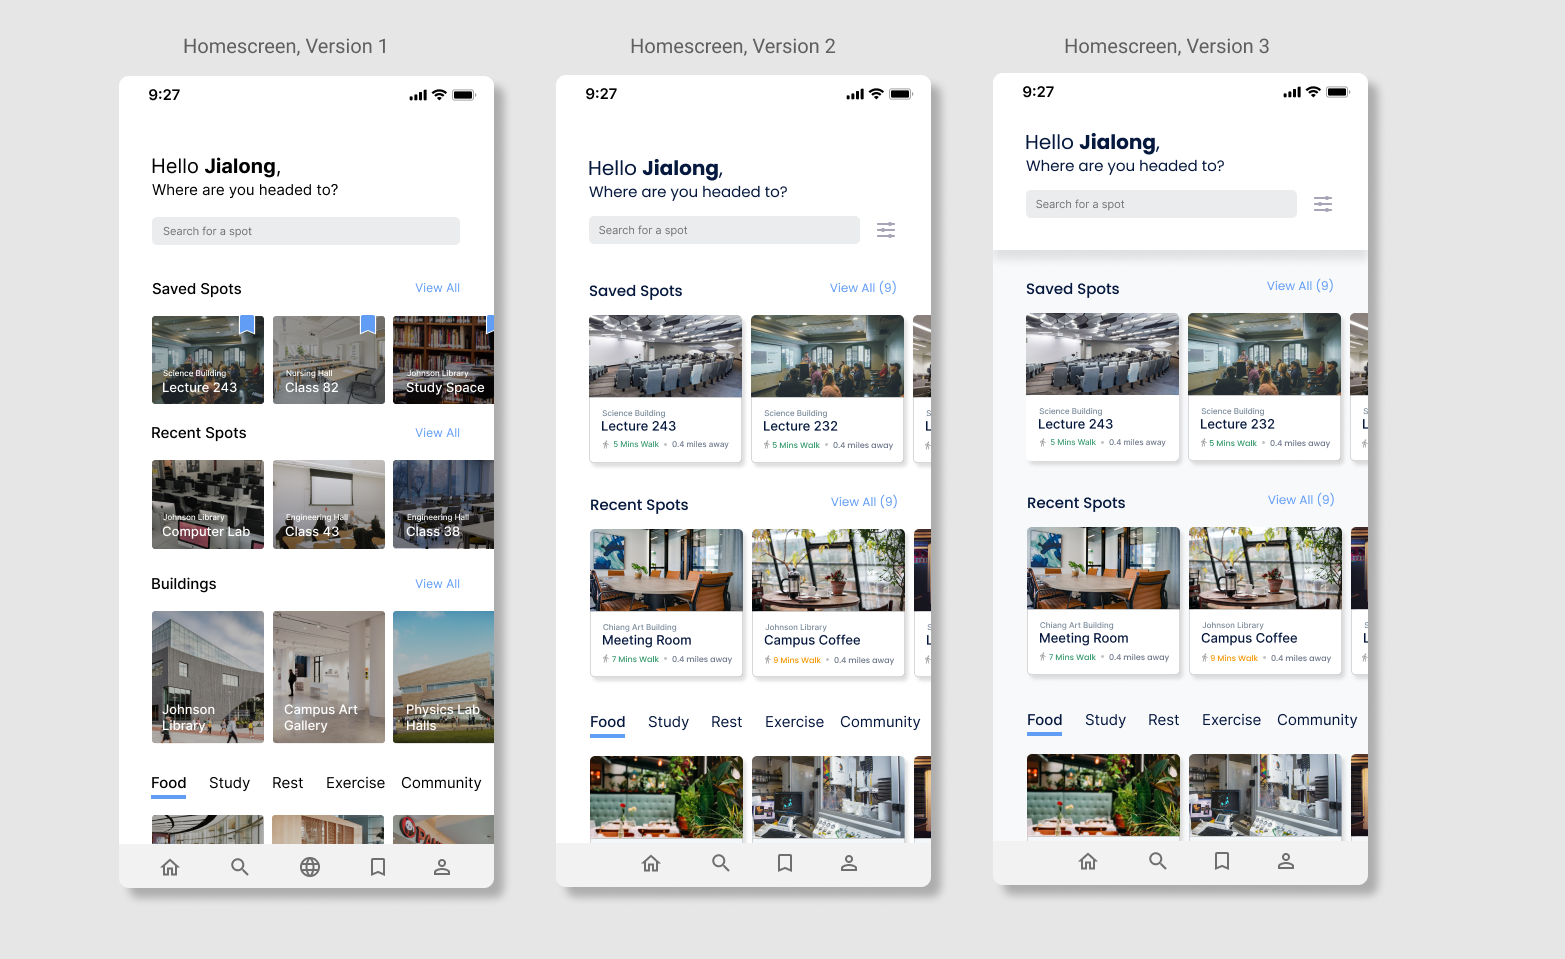 Homescreen, Version 1
9:27
Hello Jialong,
Where are you headed to?
Search for a spot
Saved Spots
View All
Science Building
Lecture 243
Nursing Hall
Class 82
Johnson Library
Study Space
Recent Spots
View All
Johnson Library
Computer Lab
Engineering Hall
Class 43
Engineering Hall
Class 38
Buildings
View All
Johnson
Library
Campus Art
Gallery
Physics Lab
Halls
Food
Study
Rest
Exercise
Community
Homescreen, Version 2
9:27
Hello Jialong,
Where are you headed to?
Search for a spot
Saved Spots
View All (9)
Science Building
Lecture 243
5 Mins Walk • 0.4 miles away
Science Building
Lecture 232
5 Mins Walk • 0.4 miles away
S
L
Recent Spots
View All (9)
Chiang Art Building
Meeting Room
7 Mins Walk • 0.4 miles away
Johnson Library
Campus Coffee
9 Mins Walk • 0.4 miles away
S
L
Food
Study
Rest
Exercise
Community
Homescreen, Version 3
9:27
Hello Jialong,
Where are you headed to?
Search for a spot
Saved Spots
View All (9)
Science Building
Lecture 243
5 Mins Walk • 0.4 miles away
Science Building
Lecture 232
5 Mins Walk • 0.4 miles away
S
L
Recent Spots
View All (9)
Chiang Art Building
Meeting Room
7 Mins Walk • 0.4 miles away
Johnson Library
Campus Coffee
9 Mins Walk • 0.4 miles away
S
L
Food
Study
Rest
Exercise
Community